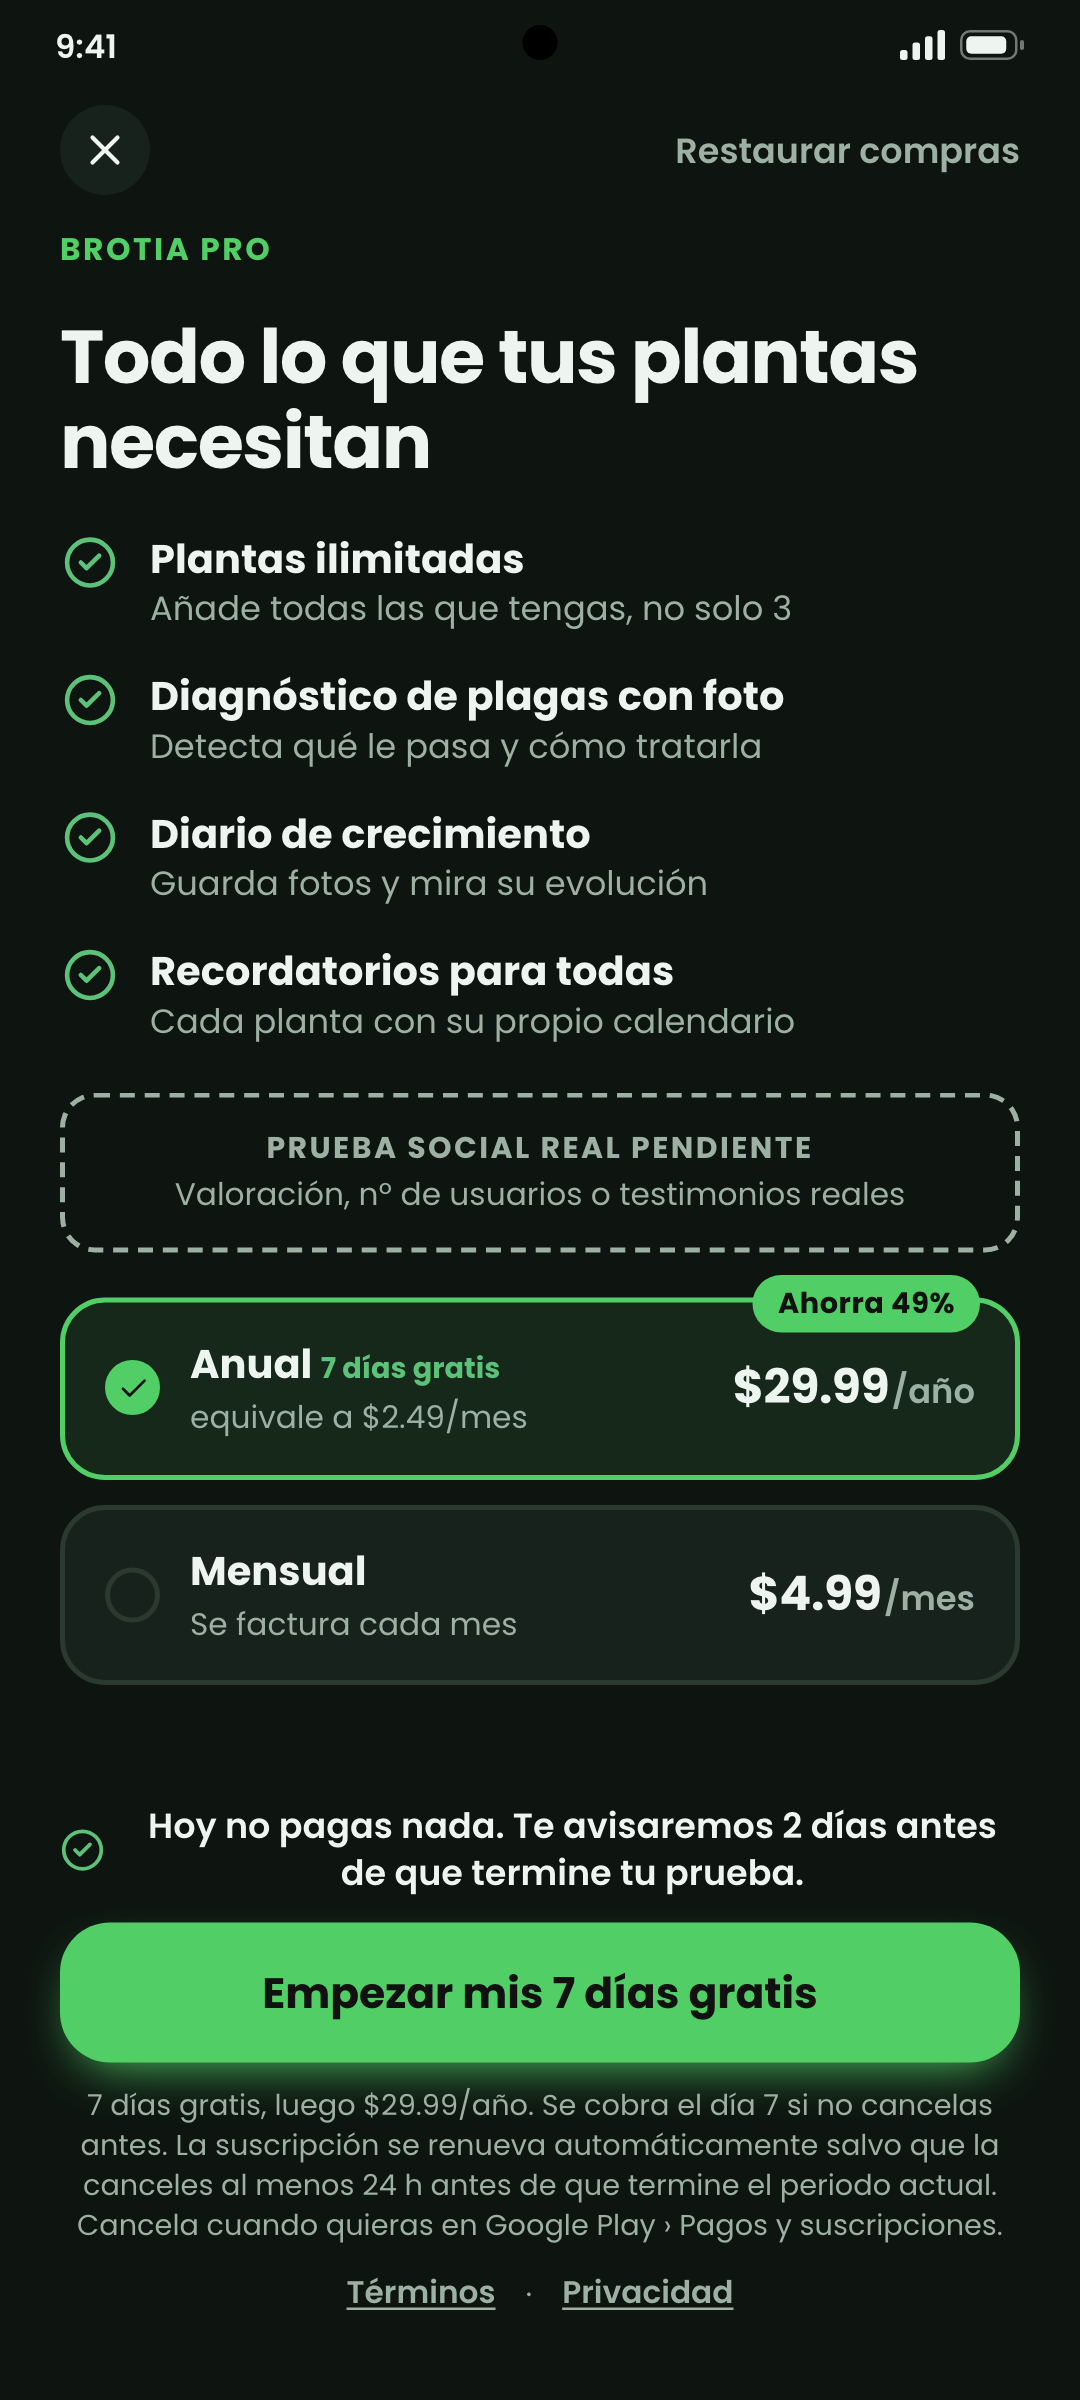 9:41
Restaurar compras
BROTIA PRO
Todo lo que tus plantas
necesitan
Plantas ilimitadas
Añade todas las que tengas, no solo 3
Diagnóstico de plagas con foto
Detecta qué le pasa y cómo tratarla
Diario de crecimiento
Guarda fotos y mira su evolución
Recordatorios para todas
Cada planta con su propio calendario
PRUEBA SOCIAL REAL PENDIENTE
Valoración, nº de usuarios o testimonios reales
Ahorra 49%
Anual 7 días gratis
equivale a $2.49/mes
$29.99/año
Mensual
Se factura cada mes
$4.99/mes
Hoy no pagas nada. Te avisaremos 2 días antes
de que termine tu prueba.
Empezar mis 7 días gratis
7 días gratis, luego $29.99/año. Se cobra el día 7 si no cancelas
antes. La suscripción se renueva automáticamente salvo que la
canceles al menos 24 h antes de que termine el periodo actual.
Cancela cuando quieras en Google Play › Pagos y suscripciones.
Términos · Privacidad